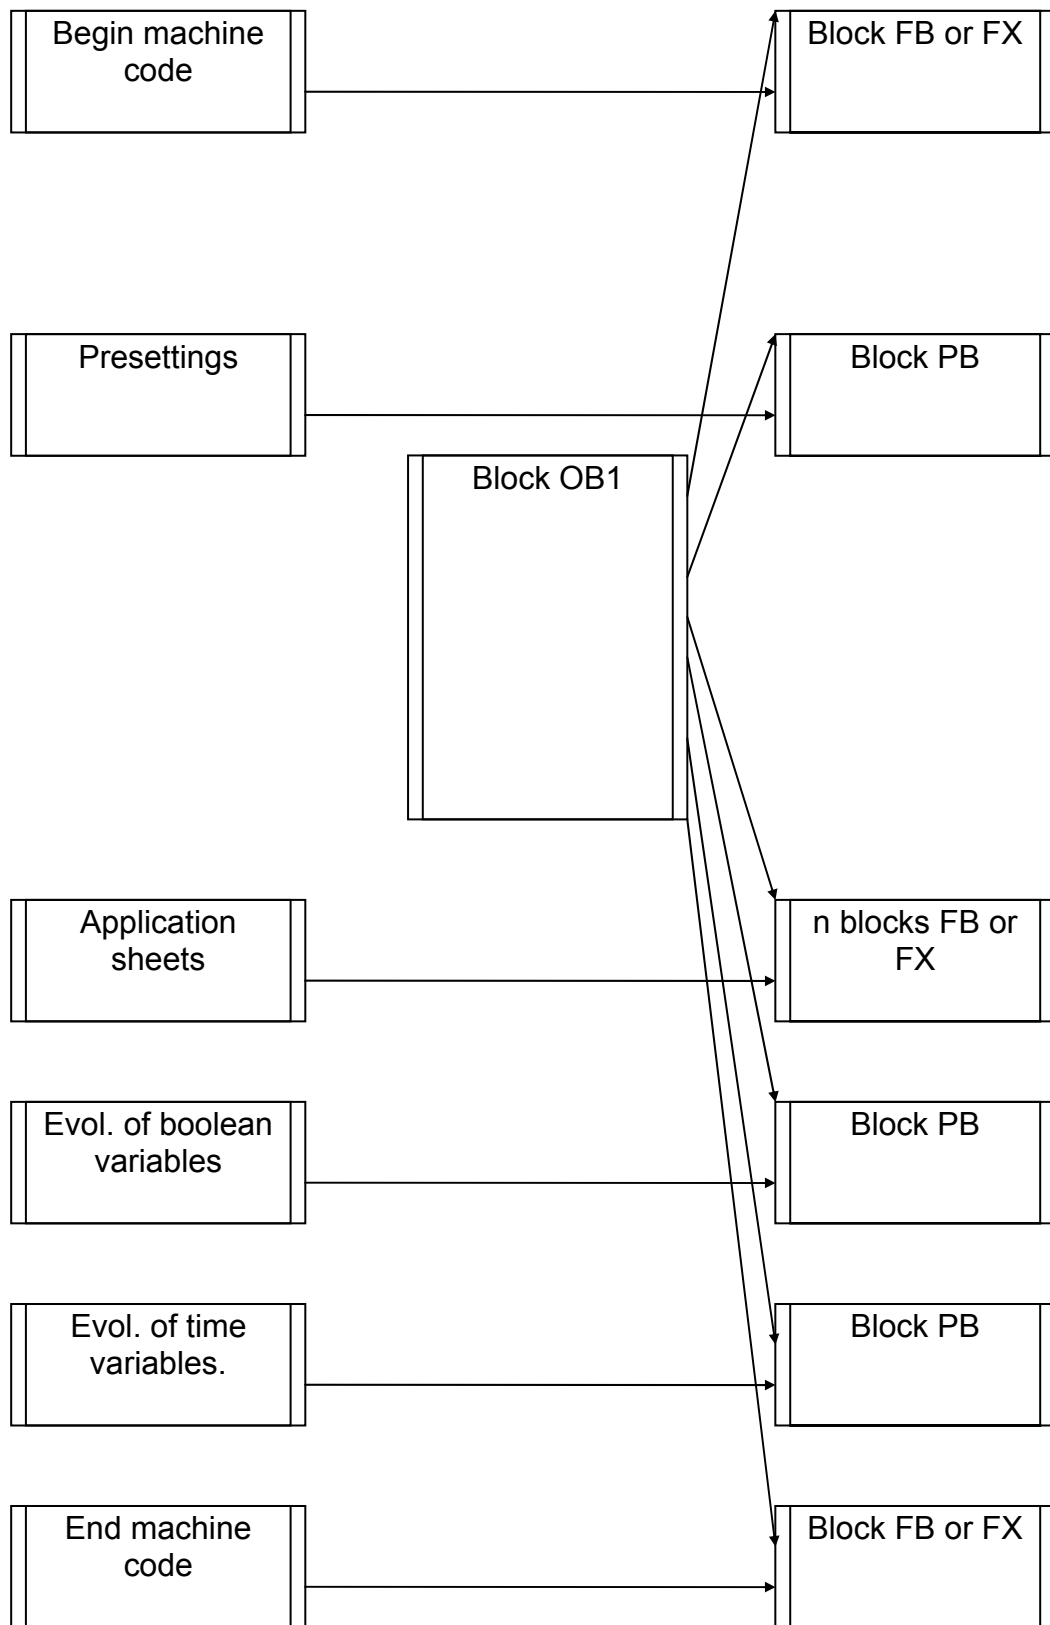 Begin machine
code
Block FB or FX
Presettings
Block PB
Block OB1
Application
sheets
n blocks FB or
FX
Evol. of boolean
variables
Block PB
Evol. of time
variables.
Block PB
End machine
code
Block FB or FX